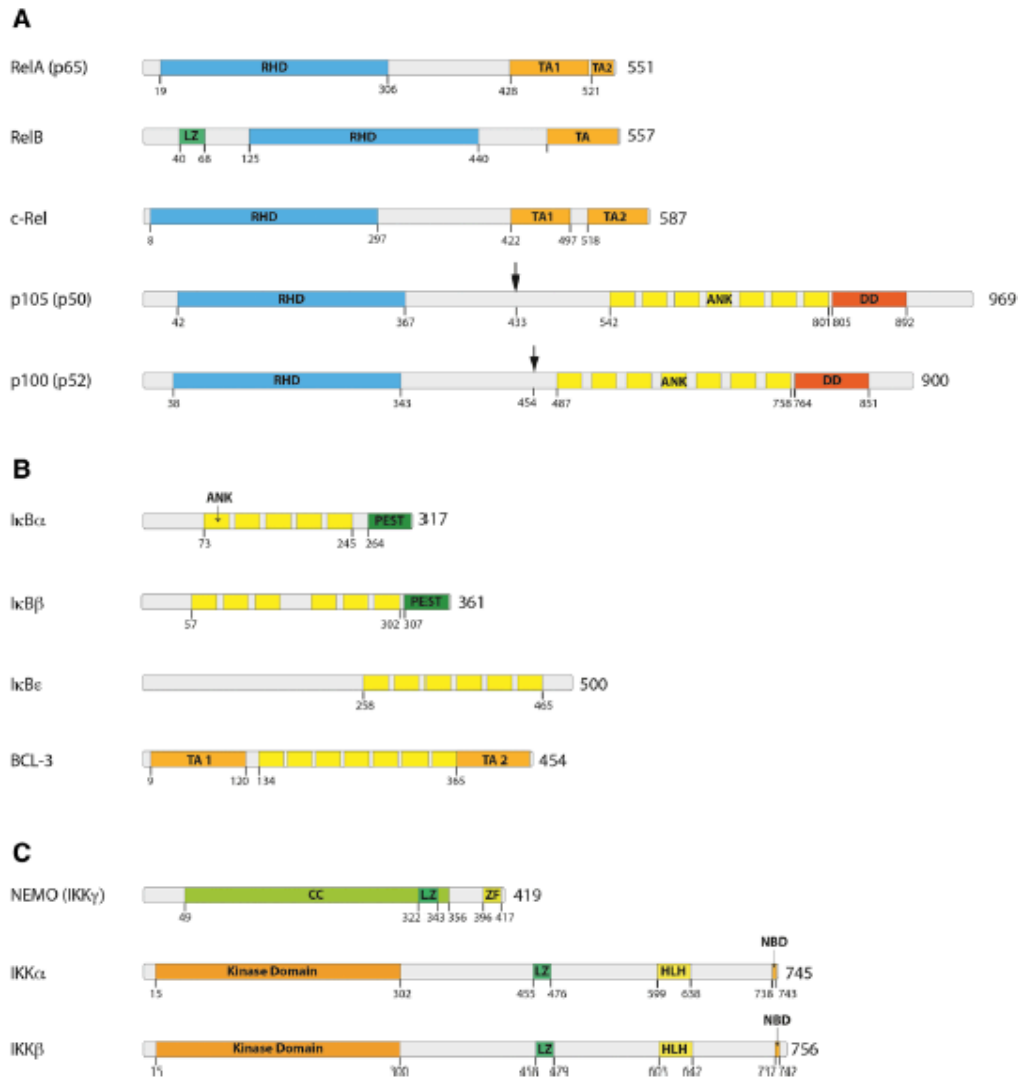 A
RelA (p65) RHD TA1 TA2 551
19 306 428 521
RelB LZ RHD TA 557
40 68 125 440
c-Rel RHD TA1 TA2 587
8 297 422 497 518
p105 (p50) RHD ANK DD 969
42 367 433 542 801 805 892
p100 (p52) RHD ANK DD 900
38 343 454 487 758 764 851
B
ANK
IκBα PEST 317
73 245 264
IκBβ PEST 361
57 302 307
IκBε 500
258 465
BCL-3 TA 1 TA 2 454
9 120 134 365
C
NEMO (IKKγ) CC LZ ZF 419
49 322 343 356 396 417
NBD
IKKα Kinase Domain LZ HLH 745
15 302 455 476 599 638 738 743
NBD
IKKβ Kinase Domain LZ HLH 756
15 300 458 479 603 642 737 742